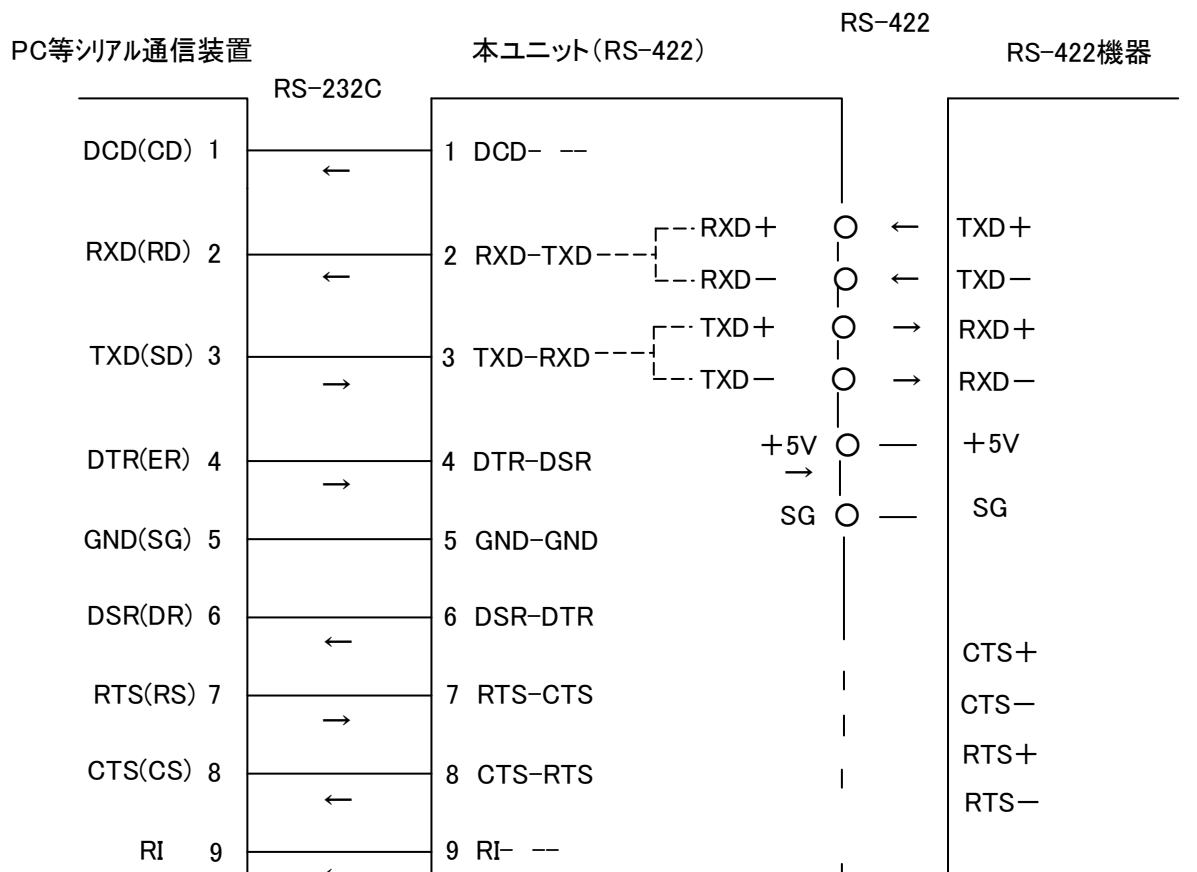 RS-422
PC等シリアル通信装置 本ユニット(RS-422) RS-422機器
RS-232C
DCD(CD) 1 1 DCD- --
← 
RXD+ ← TXD+
RXD(RD) 2 2 RXD-TXD
← RXD− ← TXD−
TXD+ → RXD+
TXD(SD) 3 3 TXD-RXD
→ TXD− → RXD−
+5V +5V
DTR(ER) 4 4 DTR-DSR →
→
SG SG
GND(SG) 5 5 GND-GND
DSR(DR) 6 6 DSR-DTR
←
CTS+
RTS(RS) 7 7 RTS-CTS CTS−
→
RTS+
CTS(CS) 8 8 CTS-RTS
← RTS−
RI 9 9 RI- --
←